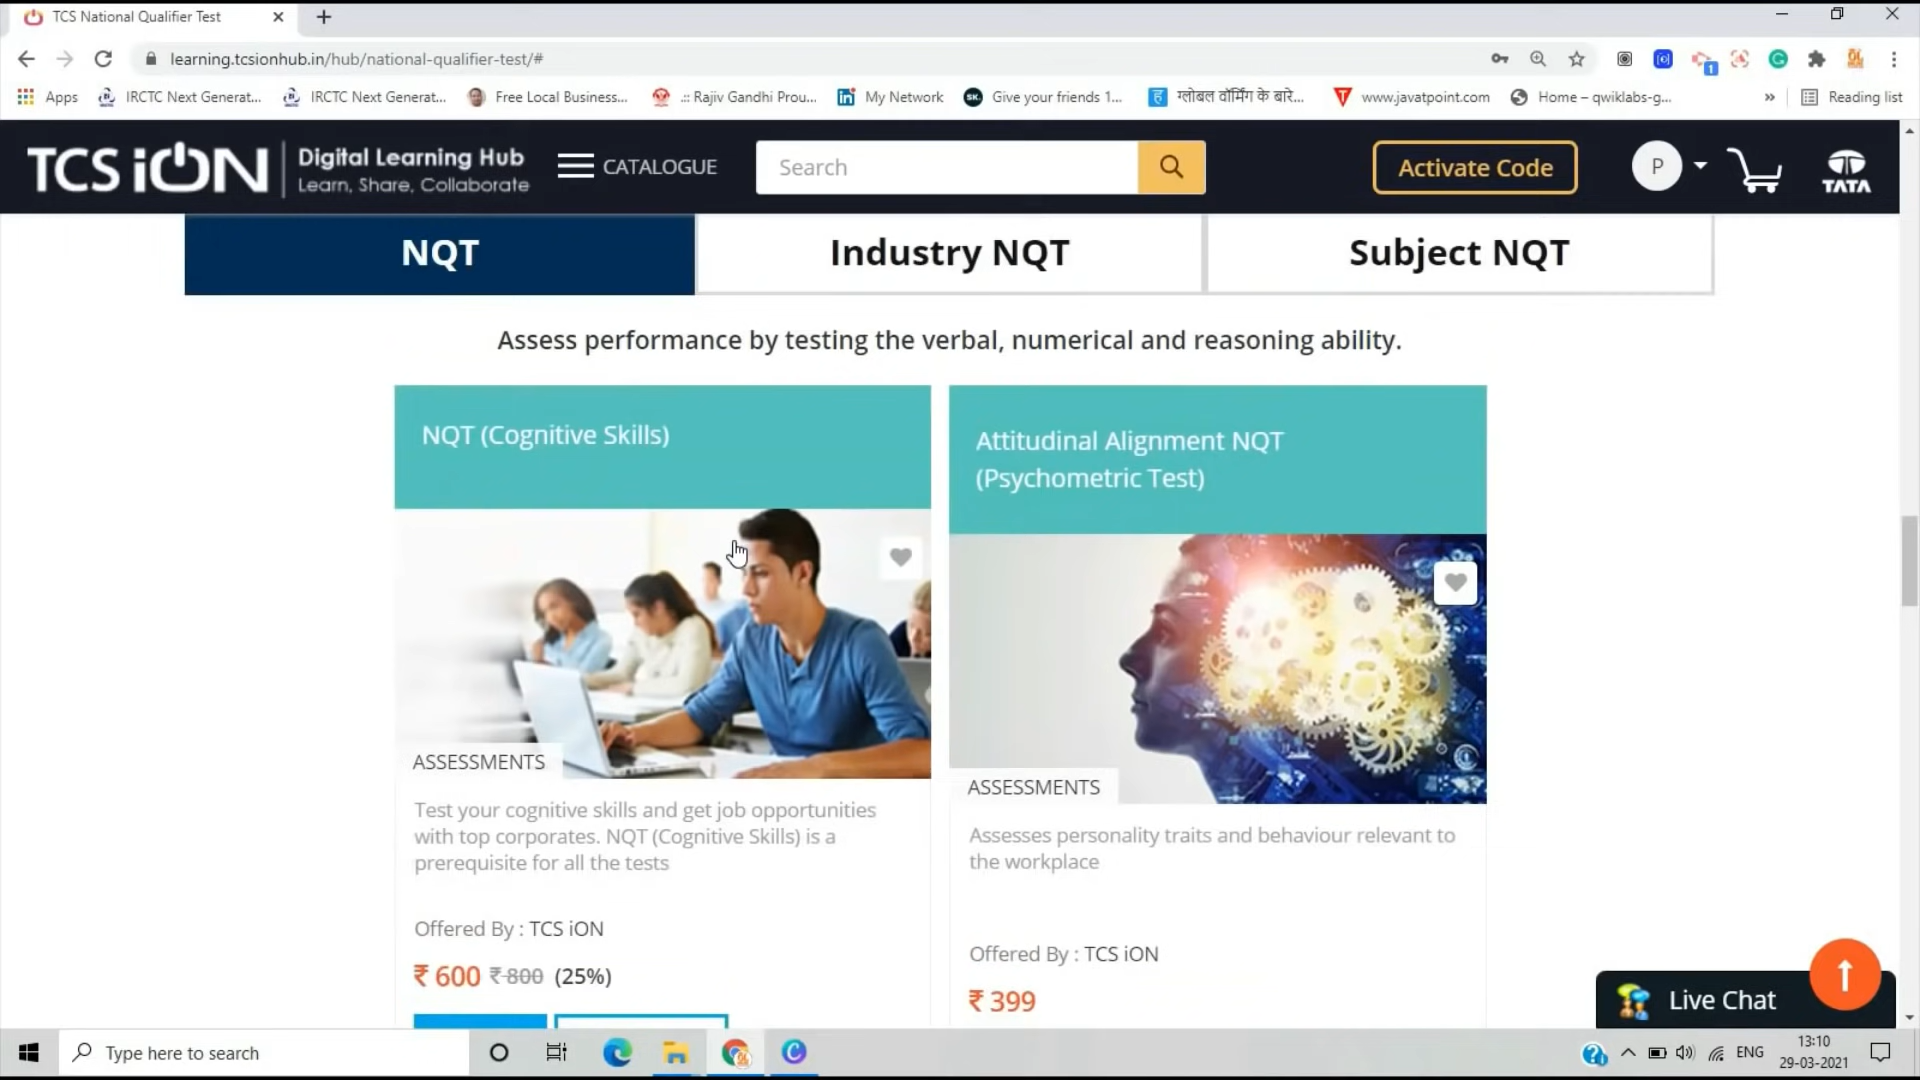 TCS National Qualifier Test
learning.tcsionhub.in/hub/national-qualifier-test/#
1
Apps
IRCTC Next Generat...
IRCTC Next Generat...
Free Local Business...
.:: Rajiv Gandhi Prou...
My Network
SK.
Give your friends 1...
ग्लोबल वॉर्मिंग के बारे...
www.javatpoint.com
Home – qwiklabs-g...
»
Reading list
TCS iON
Digital Learning Hub
Learn, Share, Collaborate
CATALOGUE
Search
Activate Code
P
TATA
NQT
Industry NQT
Subject NQT
Assess performance by testing the verbal, numerical and reasoning ability.
NQT (Cognitive Skills)
ASSESSMENTS
Test your cognitive skills and get job opportunities
with top corporates. NQT (Cognitive Skills) is a
prerequisite for all the tests
Offered By : TCS iON
₹ 600 ₹ 800 (25%)
Attitudinal Alignment NQT
(Psychometric Test)
ASSESSMENTS
Assesses personality traits and behaviour relevant to
the workplace
Offered By : TCS iON
₹ 399
Live Chat
Type here to search
ENG
13:10
29-03-2021